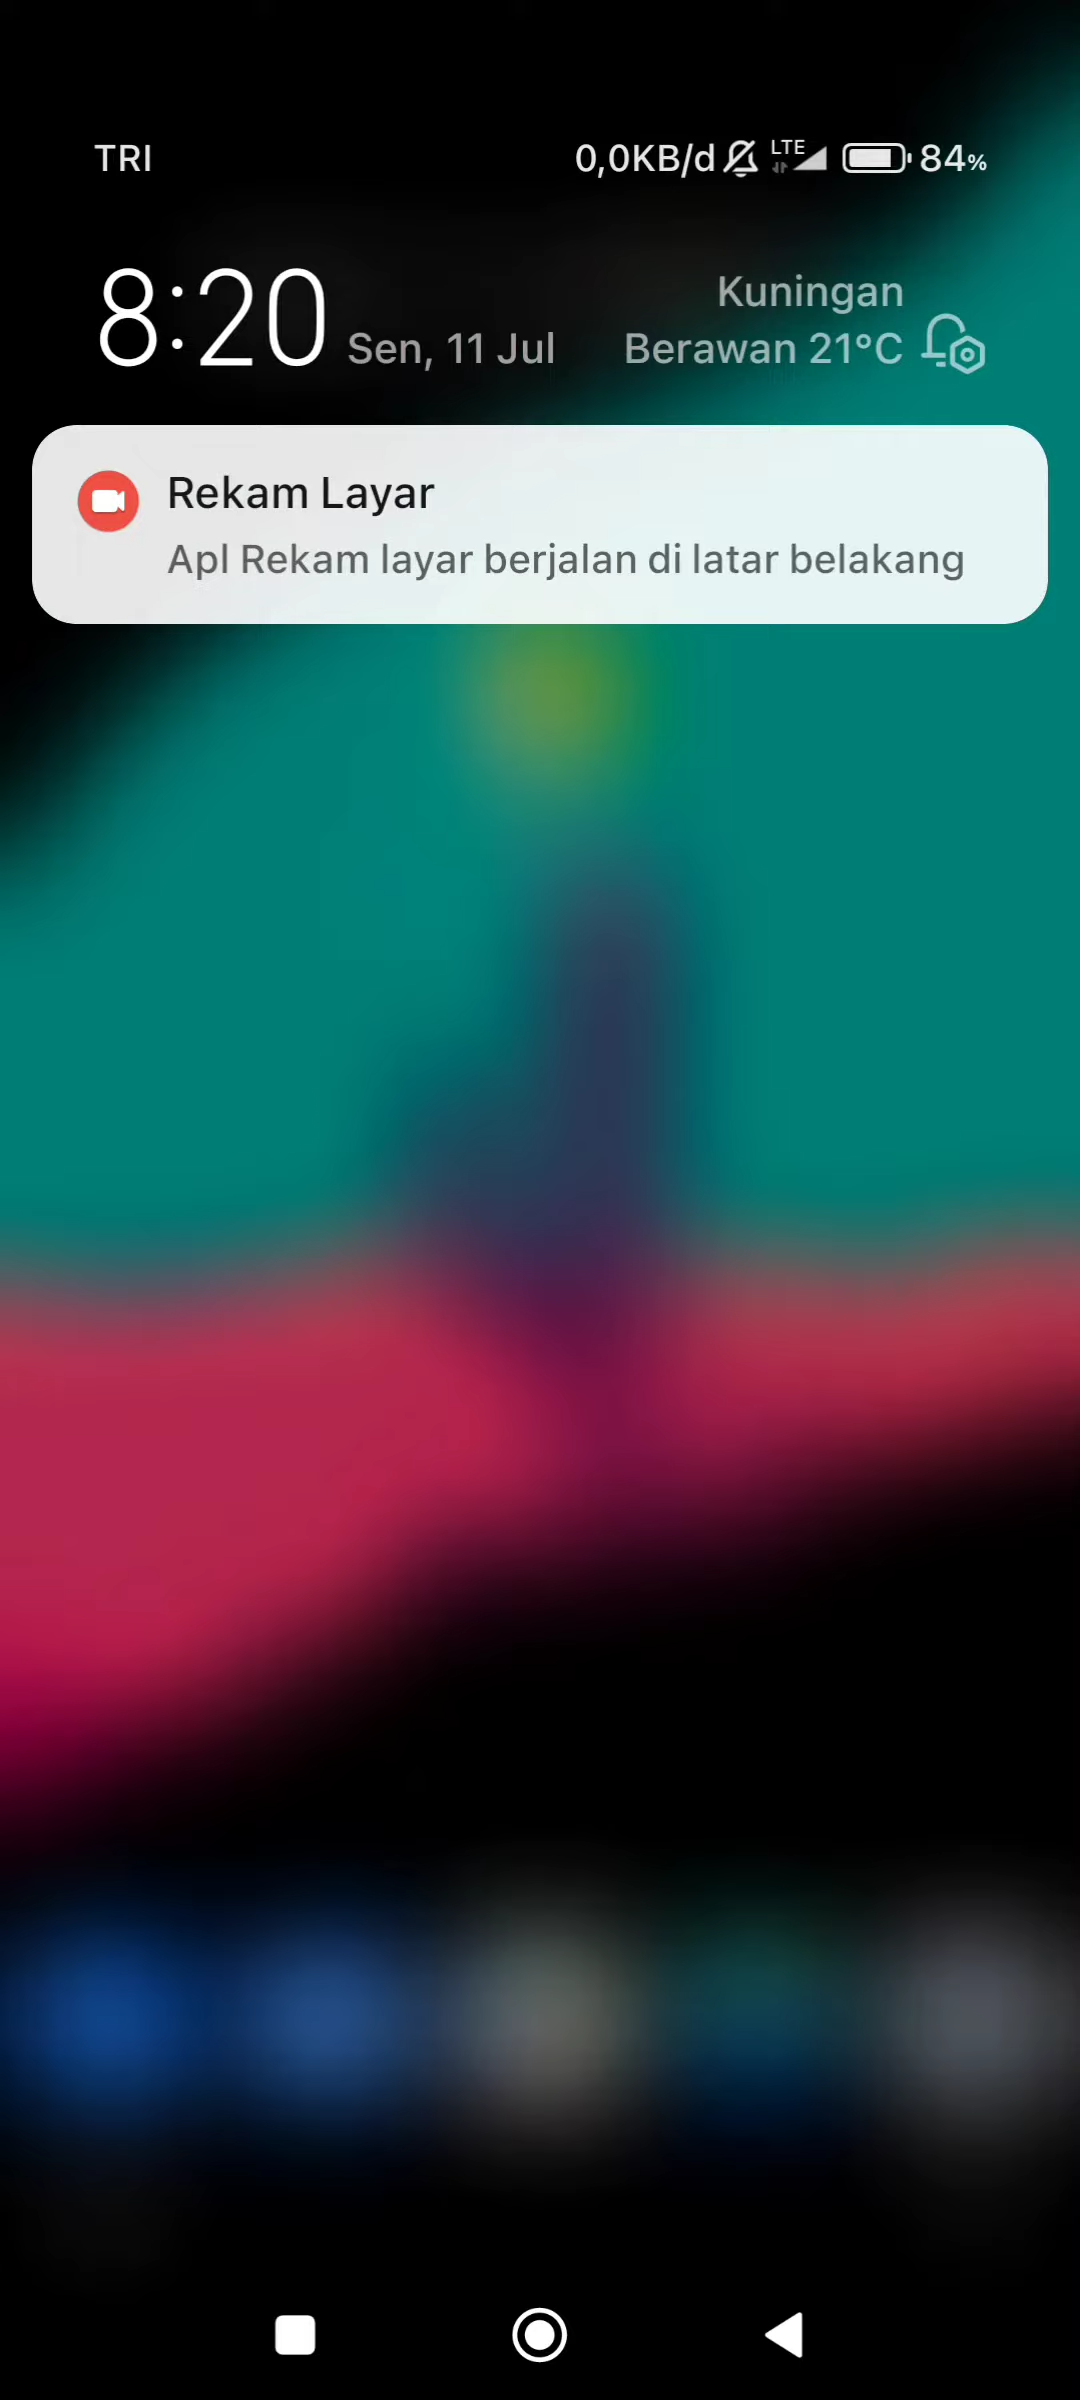 TRI
0,0KB/d LTE 84%
8:20 Sen, 11 Jul
Kuningan
Berawan 21°C
Rekam Layar
Apl Rekam layar berjalan di latar belakang